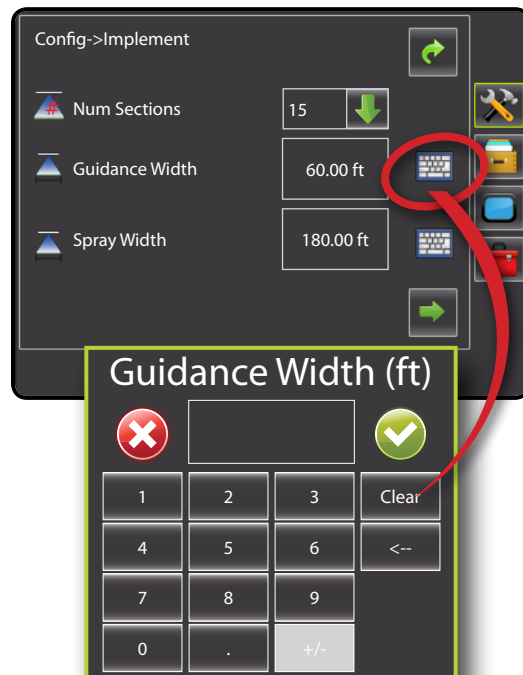 Config->Implement
Num Sections 15
Guidance Width 60.00 ft
Spray Width 180.00 ft
Guidance Width (ft)
1 2 3 Clear
4 5 6 <--
7 8 9
0 . +/-